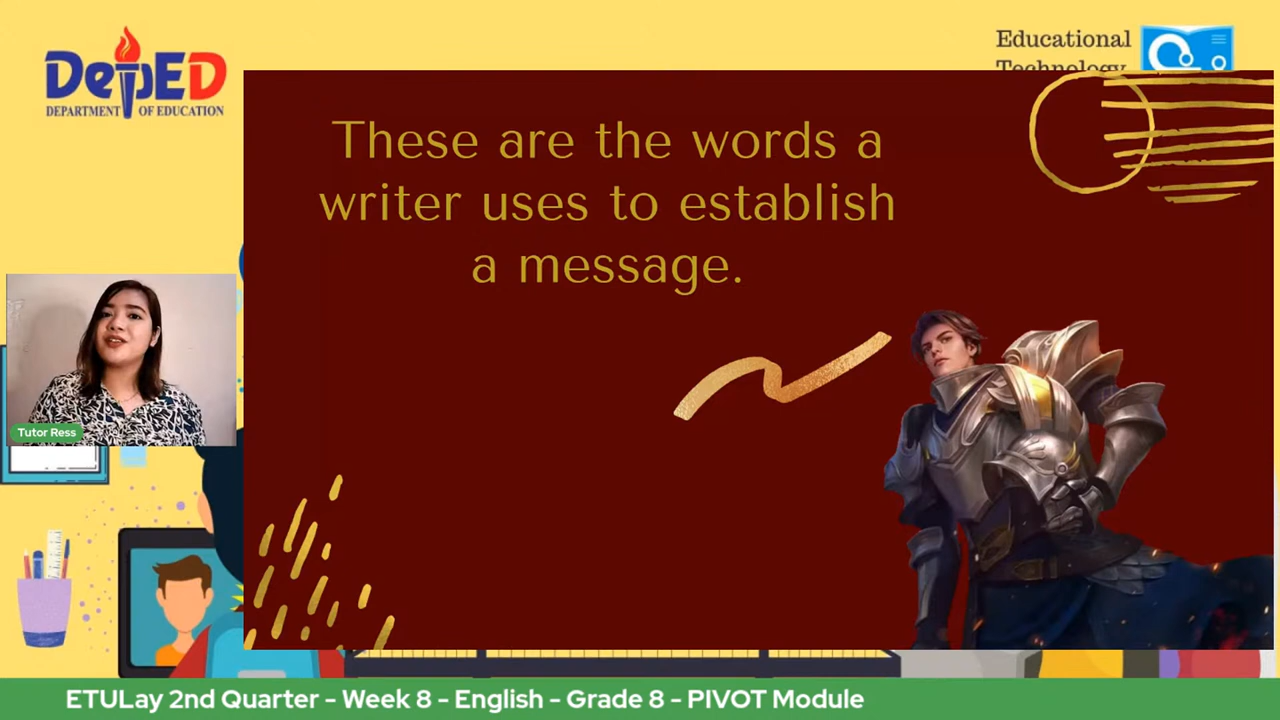 DepED
DEPARTMENT OF EDUCATION
Educational
Technology
These are the words a
writer uses to establish
a message.
Tutor Ress
ETULay 2nd Quarter - Week 8 - English - Grade 8 - PIVOT Module